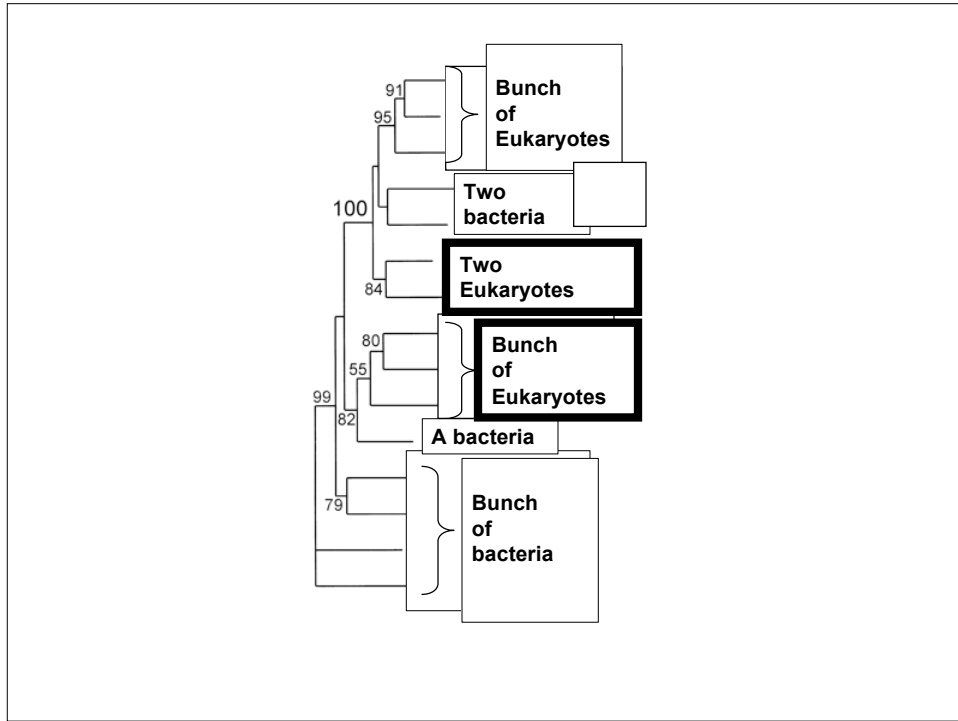 91
Bunch
of
Eukaryotes
95
Two
bacteria
100
Two
Eukaryotes
84
80
Bunch
of
Eukaryotes
55
99
82
A bacteria
79
Bunch
of
bacteria